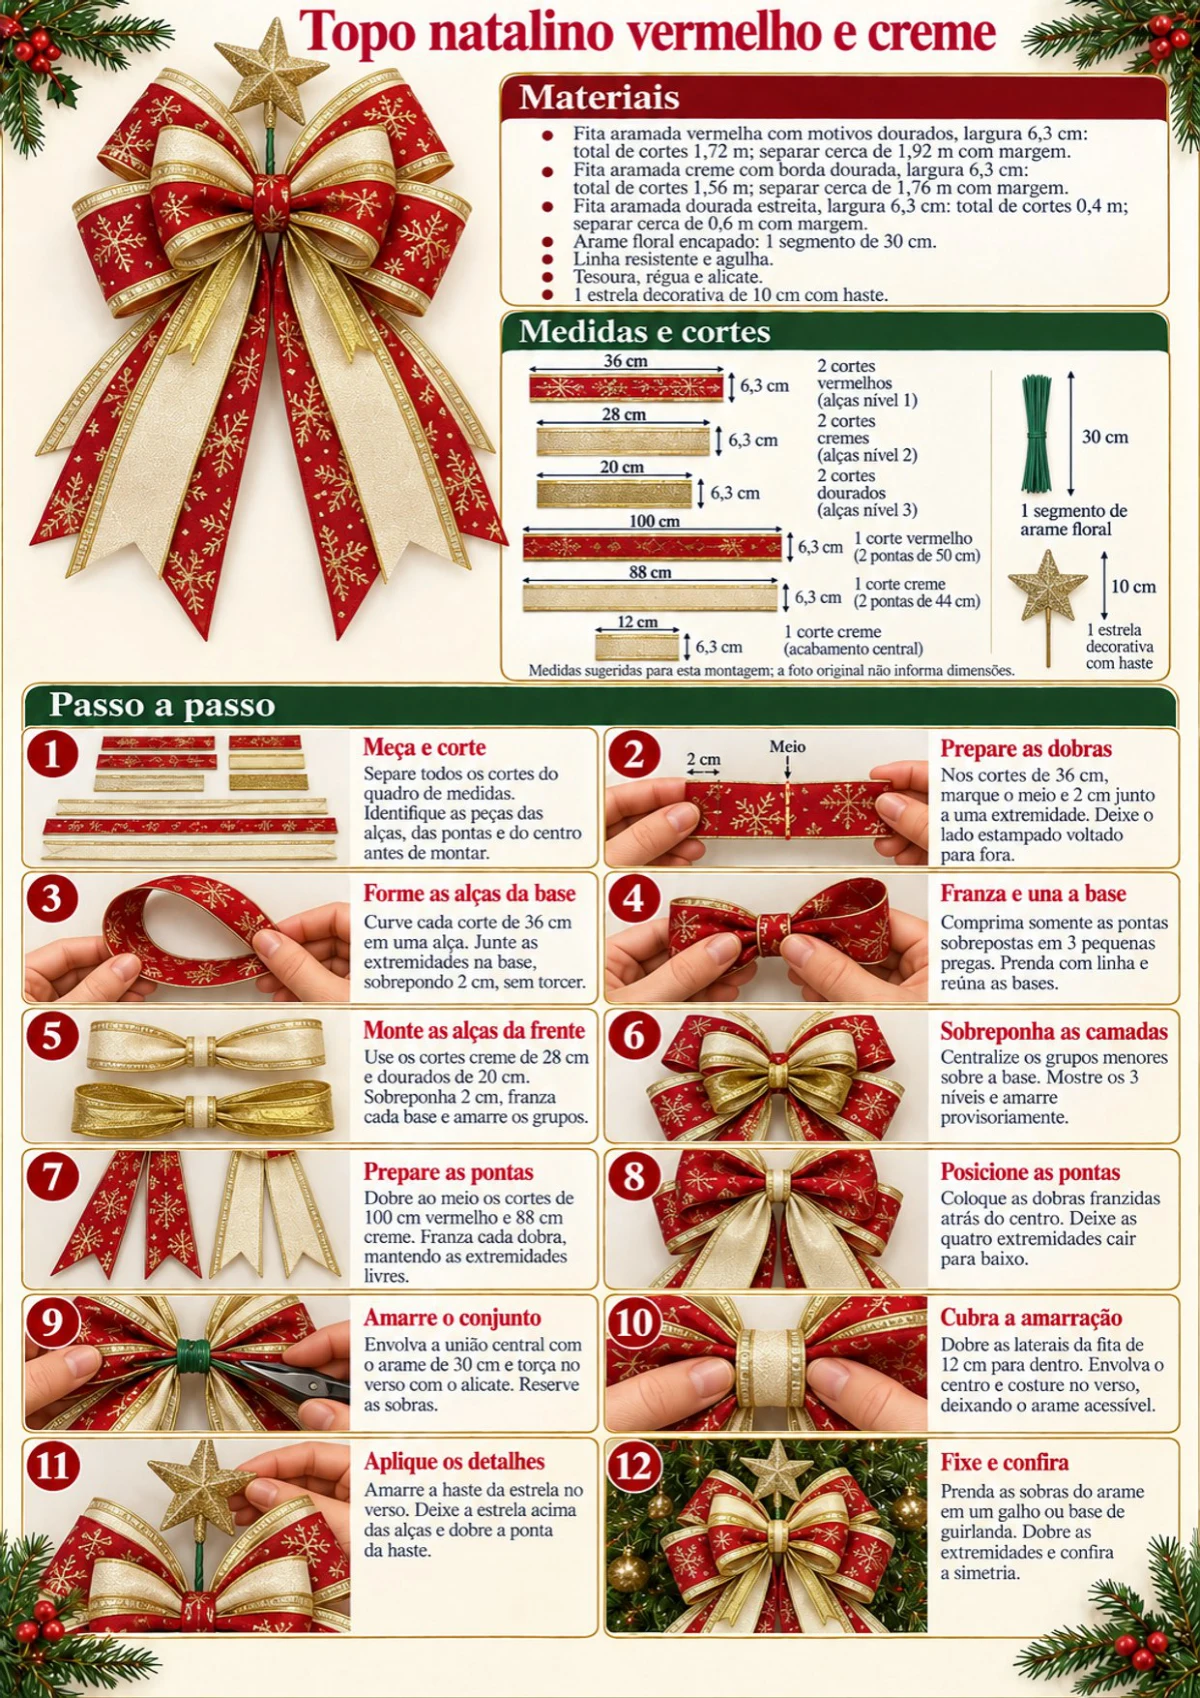 Topo natalino vermelho e creme
Materiais
Fita aramada vermelha com motivos dourados, largura 6,3 cm:
total de cortes 1,72 m; separar cerca de 1,92 m com margem.
Fita aramada creme com borda dourada, largura 6,3 cm:
total de cortes 1,56 m; separar cerca de 1,76 m com margem.
Fita aramada dourada estreita, largura 6,3 cm: total de cortes 0,4 m;
separar cerca de 0,6 m com margem.
Arame floral encapado: 1 segmento de 30 cm.
Linha resistente e agulha.
Tesoura, régua e alicate.
1 estrela decorativa de 10 cm com haste.
Medidas e cortes
36 cm
6,3 cm
2 cortes
vermelhos
(alças nível 1)
28 cm
6,3 cm
2 cortes
cremes
(alças nível 2)
20 cm
6,3 cm
2 cortes
dourados
(alças nível 3)
100 cm
6,3 cm
1 corte vermelho
(2 pontas de 50 cm)
88 cm
6,3 cm
1 corte creme
(2 pontas de 44 cm)
12 cm
6,3 cm
1 corte creme
(acabamento central)
30 cm
1 segmento de
arame floral
10 cm
1 estrela
decorativa
com haste
Medidas sugeridas para esta montagem; a foto original não informa dimensões.
Passo a passo
1
Meça e corte
Separe todos os cortes do
quadro de medidas.
Identifique as peças das
alças, das pontas e do centro
antes de montar.
2
2 cm
Meio
Prepare as dobras
Nos cortes de 36 cm,
marque o meio e 2 cm junto
a uma extremidade. Deixe o
lado estampado voltado
para fora.
3
Forme as alças da base
Curve cada corte de 36 cm
em uma alça. Junte as
extremidades na base,
sobrepondo 2 cm, sem torcer.
4
Franza e una a base
Comprima somente as pontas
sobrepostas em 3 pequenas
pregas. Prenda com linha e
reúna as bases.
5
Monte as alças da frente
Use os cortes creme de 28 cm
e dourados de 20 cm.
Sobreponha 2 cm, franza
cada base e amarre os grupos.
6
Sobreponha as camadas
Centralize os grupos menores
sobre a base. Mostre os 3
níveis e amarre
provisoriamente.
7
Prepare as pontas
Dobre ao meio os cortes de
100 cm vermelho e 88 cm
creme. Franza cada dobra,
mantendo as extremidades
livres.
8
Posicione as pontas
Coloque as dobras franzidas
atrás do centro. Deixe as
quatro extremidades cair
para baixo.
9
Amarre o conjunto
Envolva a união central com
o arame de 30 cm e torça no
verso com o alicate. Reserve
as sobras.
10
Cubra a amarração
Dobre as laterais da fita de
12 cm para dentro. Envolva o
centro e costure no verso,
deixando o arame acessível.
11
Aplique os detalhes
Amarre a haste da estrela no
verso. Deixe a estrela acima
das alças e dobre a ponta
da haste.
12
Fixe e confira
Prenda as sobras do arame
em um galho ou base de
guirlanda. Dobre as
extremidades e confira
a simetria.